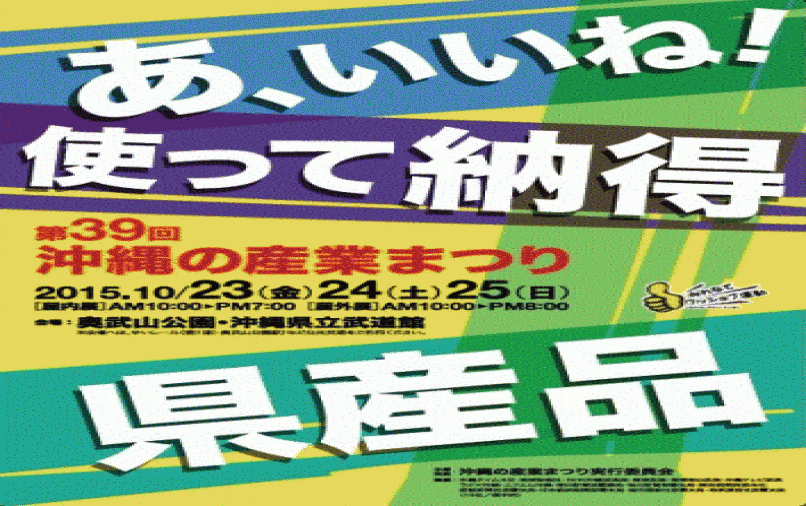 あ、いいね!
使って納得
第39回
沖縄の産業まつり
2015.10/23(金)24(土)25(日)
[屋内展]AM10:00▸PM7:00 [屋外展]AM10:00▸PM8:00
会場:奥武山公園・沖縄県立武道館
県産品
沖縄の産業まつり実行委員会